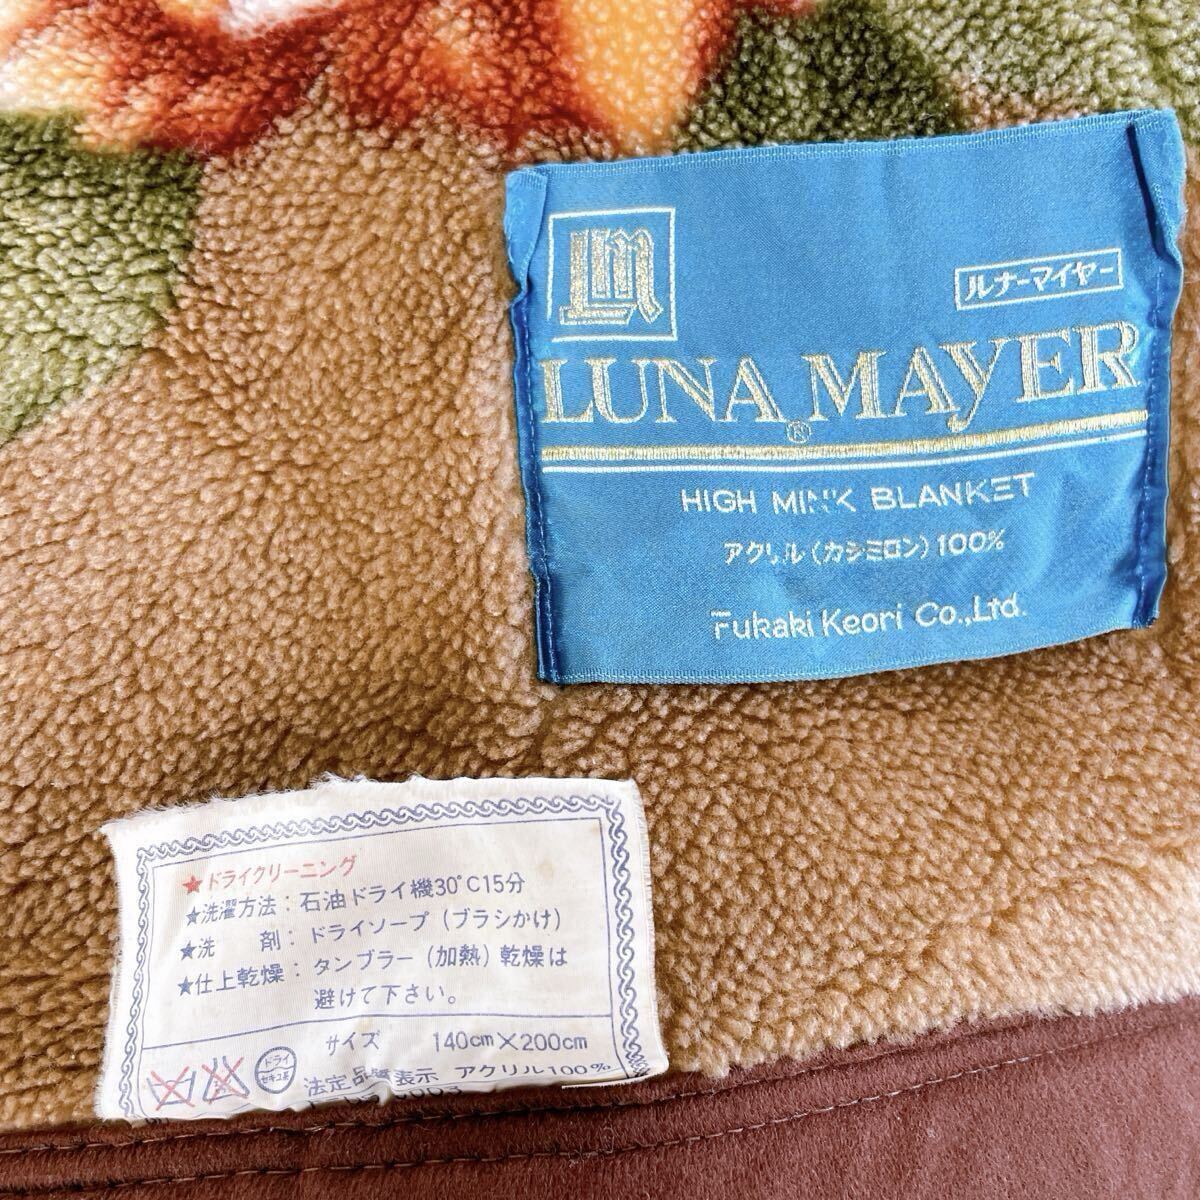 LM
ルナーマイヤー
LUNA MAYER
®
HIGH MINK BLANKET
アクリル(カシミロン)100%
Fukaki Keori Co.,Ltd.
★ドライクリーニング
★洗濯方法:石油ドライ機30°C15分
★洗 剤:ドライソープ(ブラシかけ)
★仕上乾燥:タンブラー(加熱)乾燥は
避けて下さい。
サイズ 140cm×200cm
ドライ
セキユ系
法定品質表示 アクリル100%